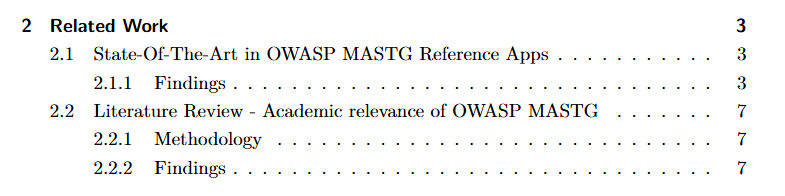 2 Related Work 3
2.1 State-Of-The-Art in OWASP MASTG Reference Apps . . . . . . . . . . . 3
2.1.1 Findings . . . . . . . . . . . . . . . . . . . . . . . . . . . . . . . . . 3
2.2 Literature Review - Academic relevance of OWASP MASTG . . . . . . . 7
2.2.1 Methodology . . . . . . . . . . . . . . . . . . . . . . . . . . . . . . 7
2.2.2 Findings . . . . . . . . . . . . . . . . . . . . . . . . . . . . . . . . . 7